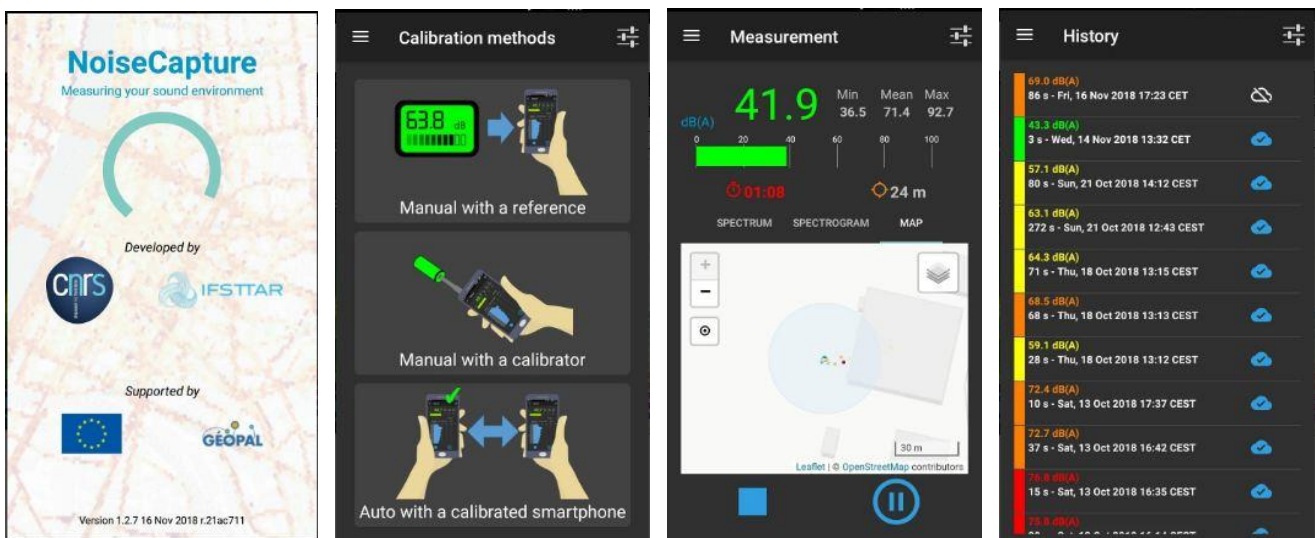 NoiseCapture
Measuring your sound environment
Developed by
cnrs
IFSTTAR
Supported by
GÉOPAL
Version 1.2.7 16 Nov 2018 r.21ac711
Calibration methods
63.8 dB
Manual with a reference
Manual with a calibrator
Auto with a calibrated smartphone
Measurement
41.9
Min Mean Max
36.5 71.4 92.7
dB(A)
0 20 40 60 80 100
01:08
24 m
SPECTRUM SPECTROGRAM MAP
+
-
30 m
Leaflet | © OpenStreetMap contributors
History
69.0 dB(A)
86 s - Fri, 16 Nov 2018 17:23 CET
43.3 dB(A)
3 s - Wed, 14 Nov 2018 13:32 CET
57.1 dB(A)
80 s - Sun, 21 Oct 2018 14:12 CEST
63.1 dB(A)
272 s - Sun, 21 Oct 2018 12:43 CEST
64.3 dB(A)
71 s - Thu, 18 Oct 2018 13:15 CEST
68.5 dB(A)
68 s - Thu, 18 Oct 2018 13:13 CEST
59.1 dB(A)
28 s - Thu, 18 Oct 2018 13:12 CEST
72.4 dB(A)
10 s - Sat, 13 Oct 2018 17:37 CEST
72.7 dB(A)
37 s - Sat, 13 Oct 2018 16:42 CEST
76.8 dB(A)
15 s - Sat, 13 Oct 2018 16:35 CEST
dB(A)